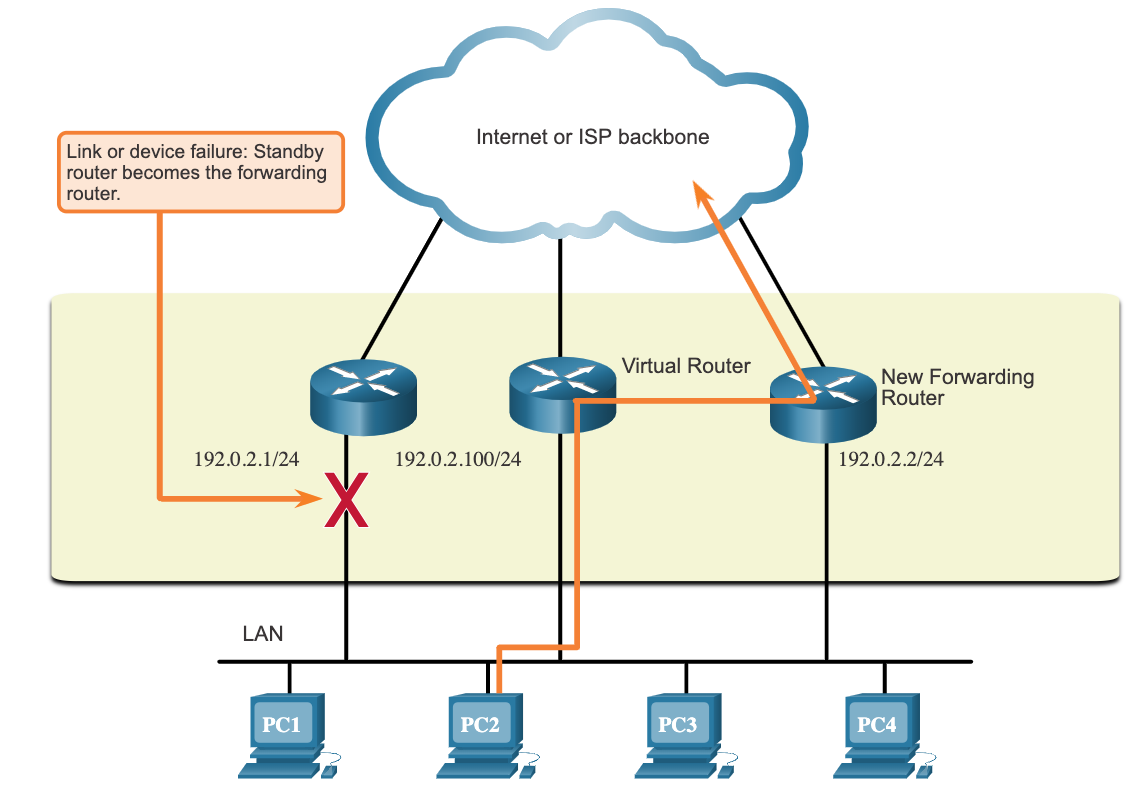 Internet or ISP backbone
Link or device failure: Standby
router becomes the forwarding
router.
Virtual Router
New Forwarding
Router
192.0.2.1/24
192.0.2.100/24
192.0.2.2/24
X
LAN
PC1
PC2
PC3
PC4